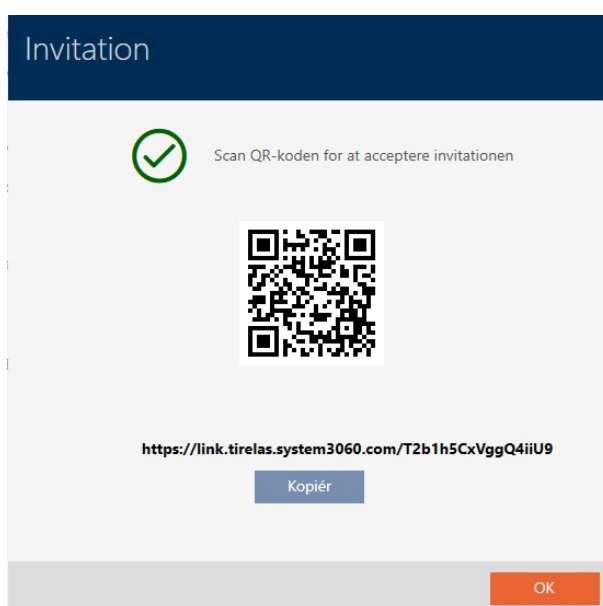 Invitation
Scan QR-koden for at acceptere invitationen
https://link.tirelas.system3060.com/T2b1h5CxVggQ4iiU9
Kopiér
OK